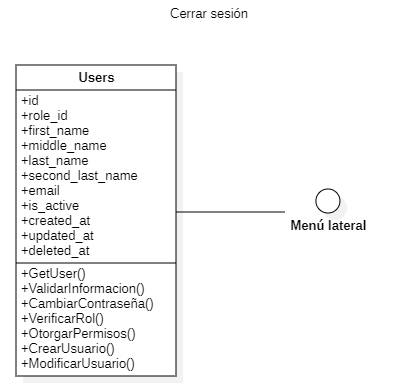 Cerrar sesión
Users
+id
+role_id
+first_name
+middle_name
+last_name
+second_last_name
+email
+is_active
+created_at
+updated_at
+deleted_at
+GetUser()
+ValidarInformacion()
+CambiarContraseña()
+VerificarRol()
+OtorgarPermisos()
+CrearUsuario()
+ModificarUsuario()
Menú lateral